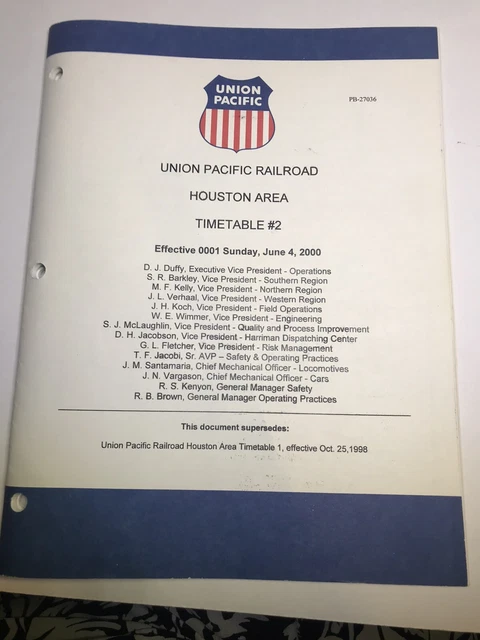 UNION
PACIFIC
PB-27036
UNION PACIFIC RAILROAD
HOUSTON AREA
TIMETABLE #2
Effective 0001 Sunday, June 4, 2000
D. J. Duffy, Executive Vice President - Operations
S. R. Barkley, Vice President - Southern Region
M. F. Kelly, Vice President - Northern Region
J. L. Verhaal, Vice President - Western Region
J. H. Koch, Vice President - Field Operations
W. E. Wimmer, Vice President - Engineering
S. J. McLaughlin, Vice President - Quality and Process Improvement
D. H. Jacobson, Vice President - Harriman Dispatching Center
G. L. Fletcher, Vice President - Risk Management
T. F. Jacobi, Sr. AVP – Safety & Operating Practices
J. M. Santamaria, Chief Mechanical Officer - Locomotives
J. N. Vargason, Chief Mechanical Officer - Cars
R. S. Kenyon, General Manager Safety
R. B. Brown, General Manager Operating Practices
This document supersedes:
Union Pacific Railroad Houston Area Timetable 1, effective Oct. 25,1998